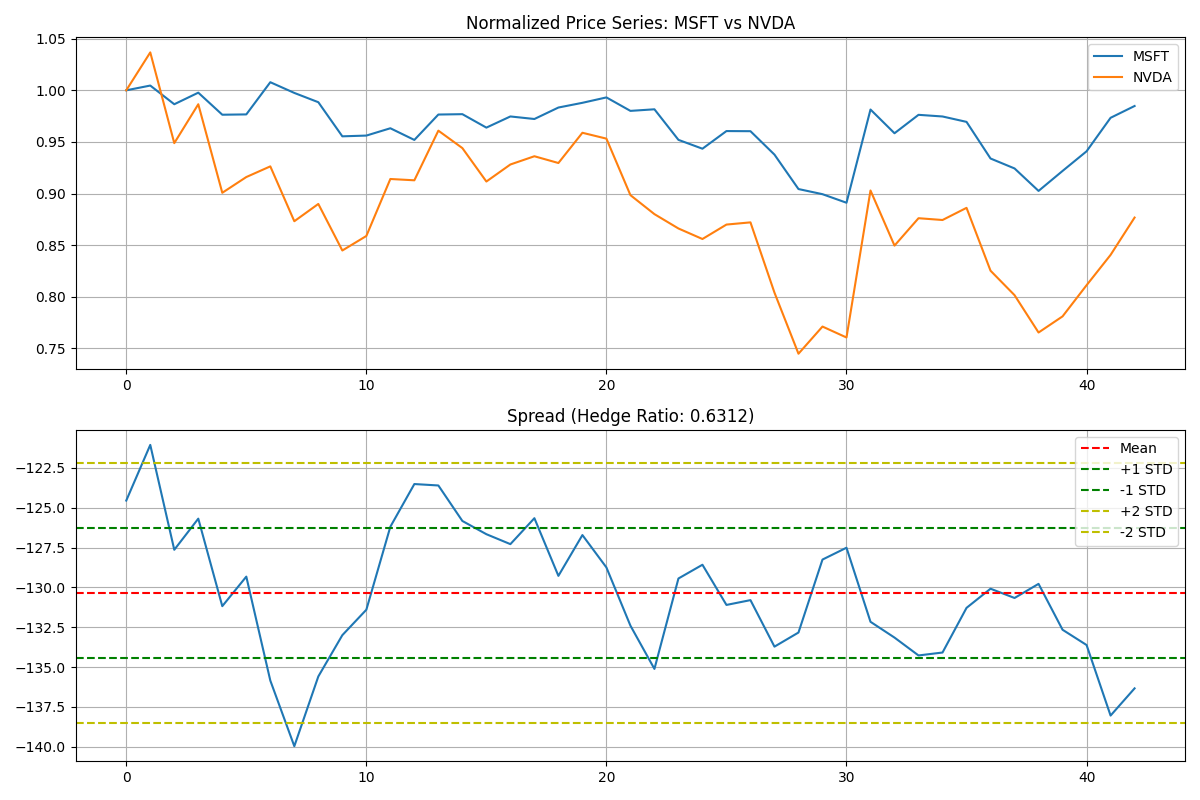 Normalized Price Series: MSFT vs NVDA
1.05
1.00
0.95
0.90
0.85
0.80
0.75
MSFT
NVDA
0 10 20 30 40
Spread (Hedge Ratio: 0.6312)
−122.5
−125.0
−127.5
−130.0
−132.5
−135.0
−137.5
−140.0
Mean
+1 STD
-1 STD
+2 STD
-2 STD
0 10 20 30 40